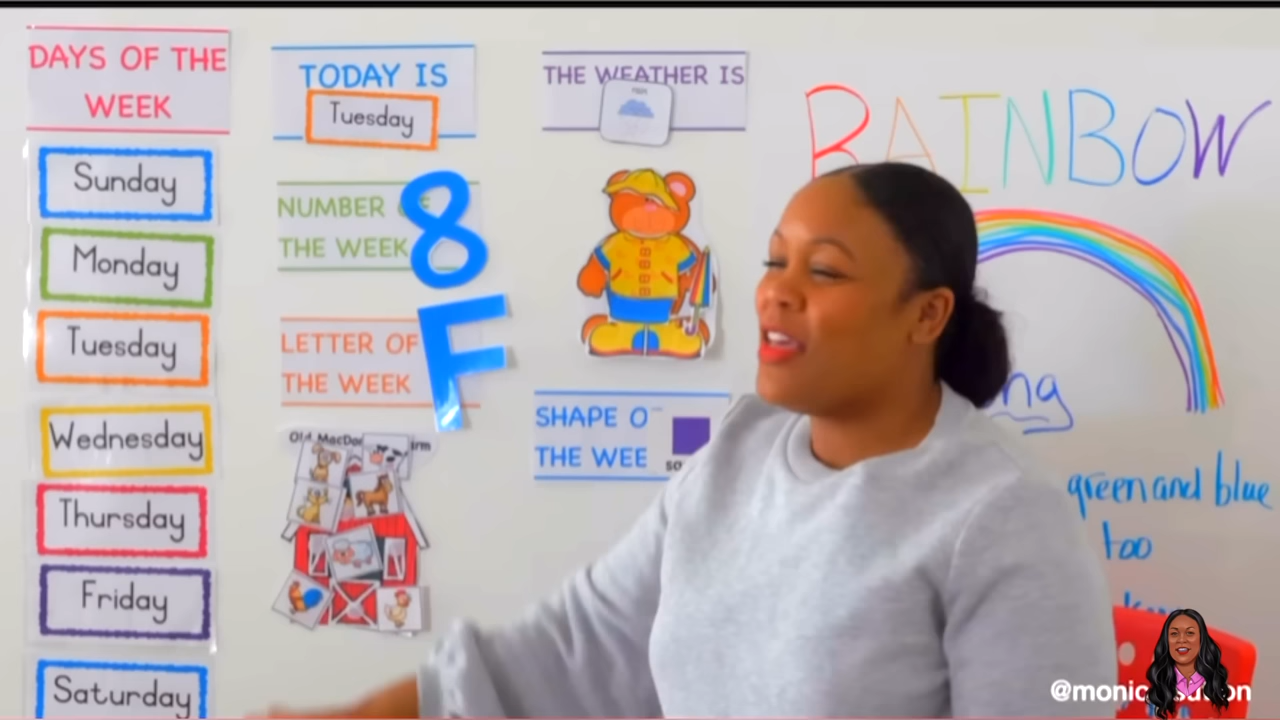 DAYS OF THE
WEEK
Sunday
Monday
Tuesday
Wednesday
Thursday
Friday
Saturday
TODAY IS
Tuesday
NUMBER
THE WEEK
8
LETTER OF
THE WEEK
F
Old
THE WEATHER IS
SHAPE O
THE WEE
RAINBOW
green and blue
too